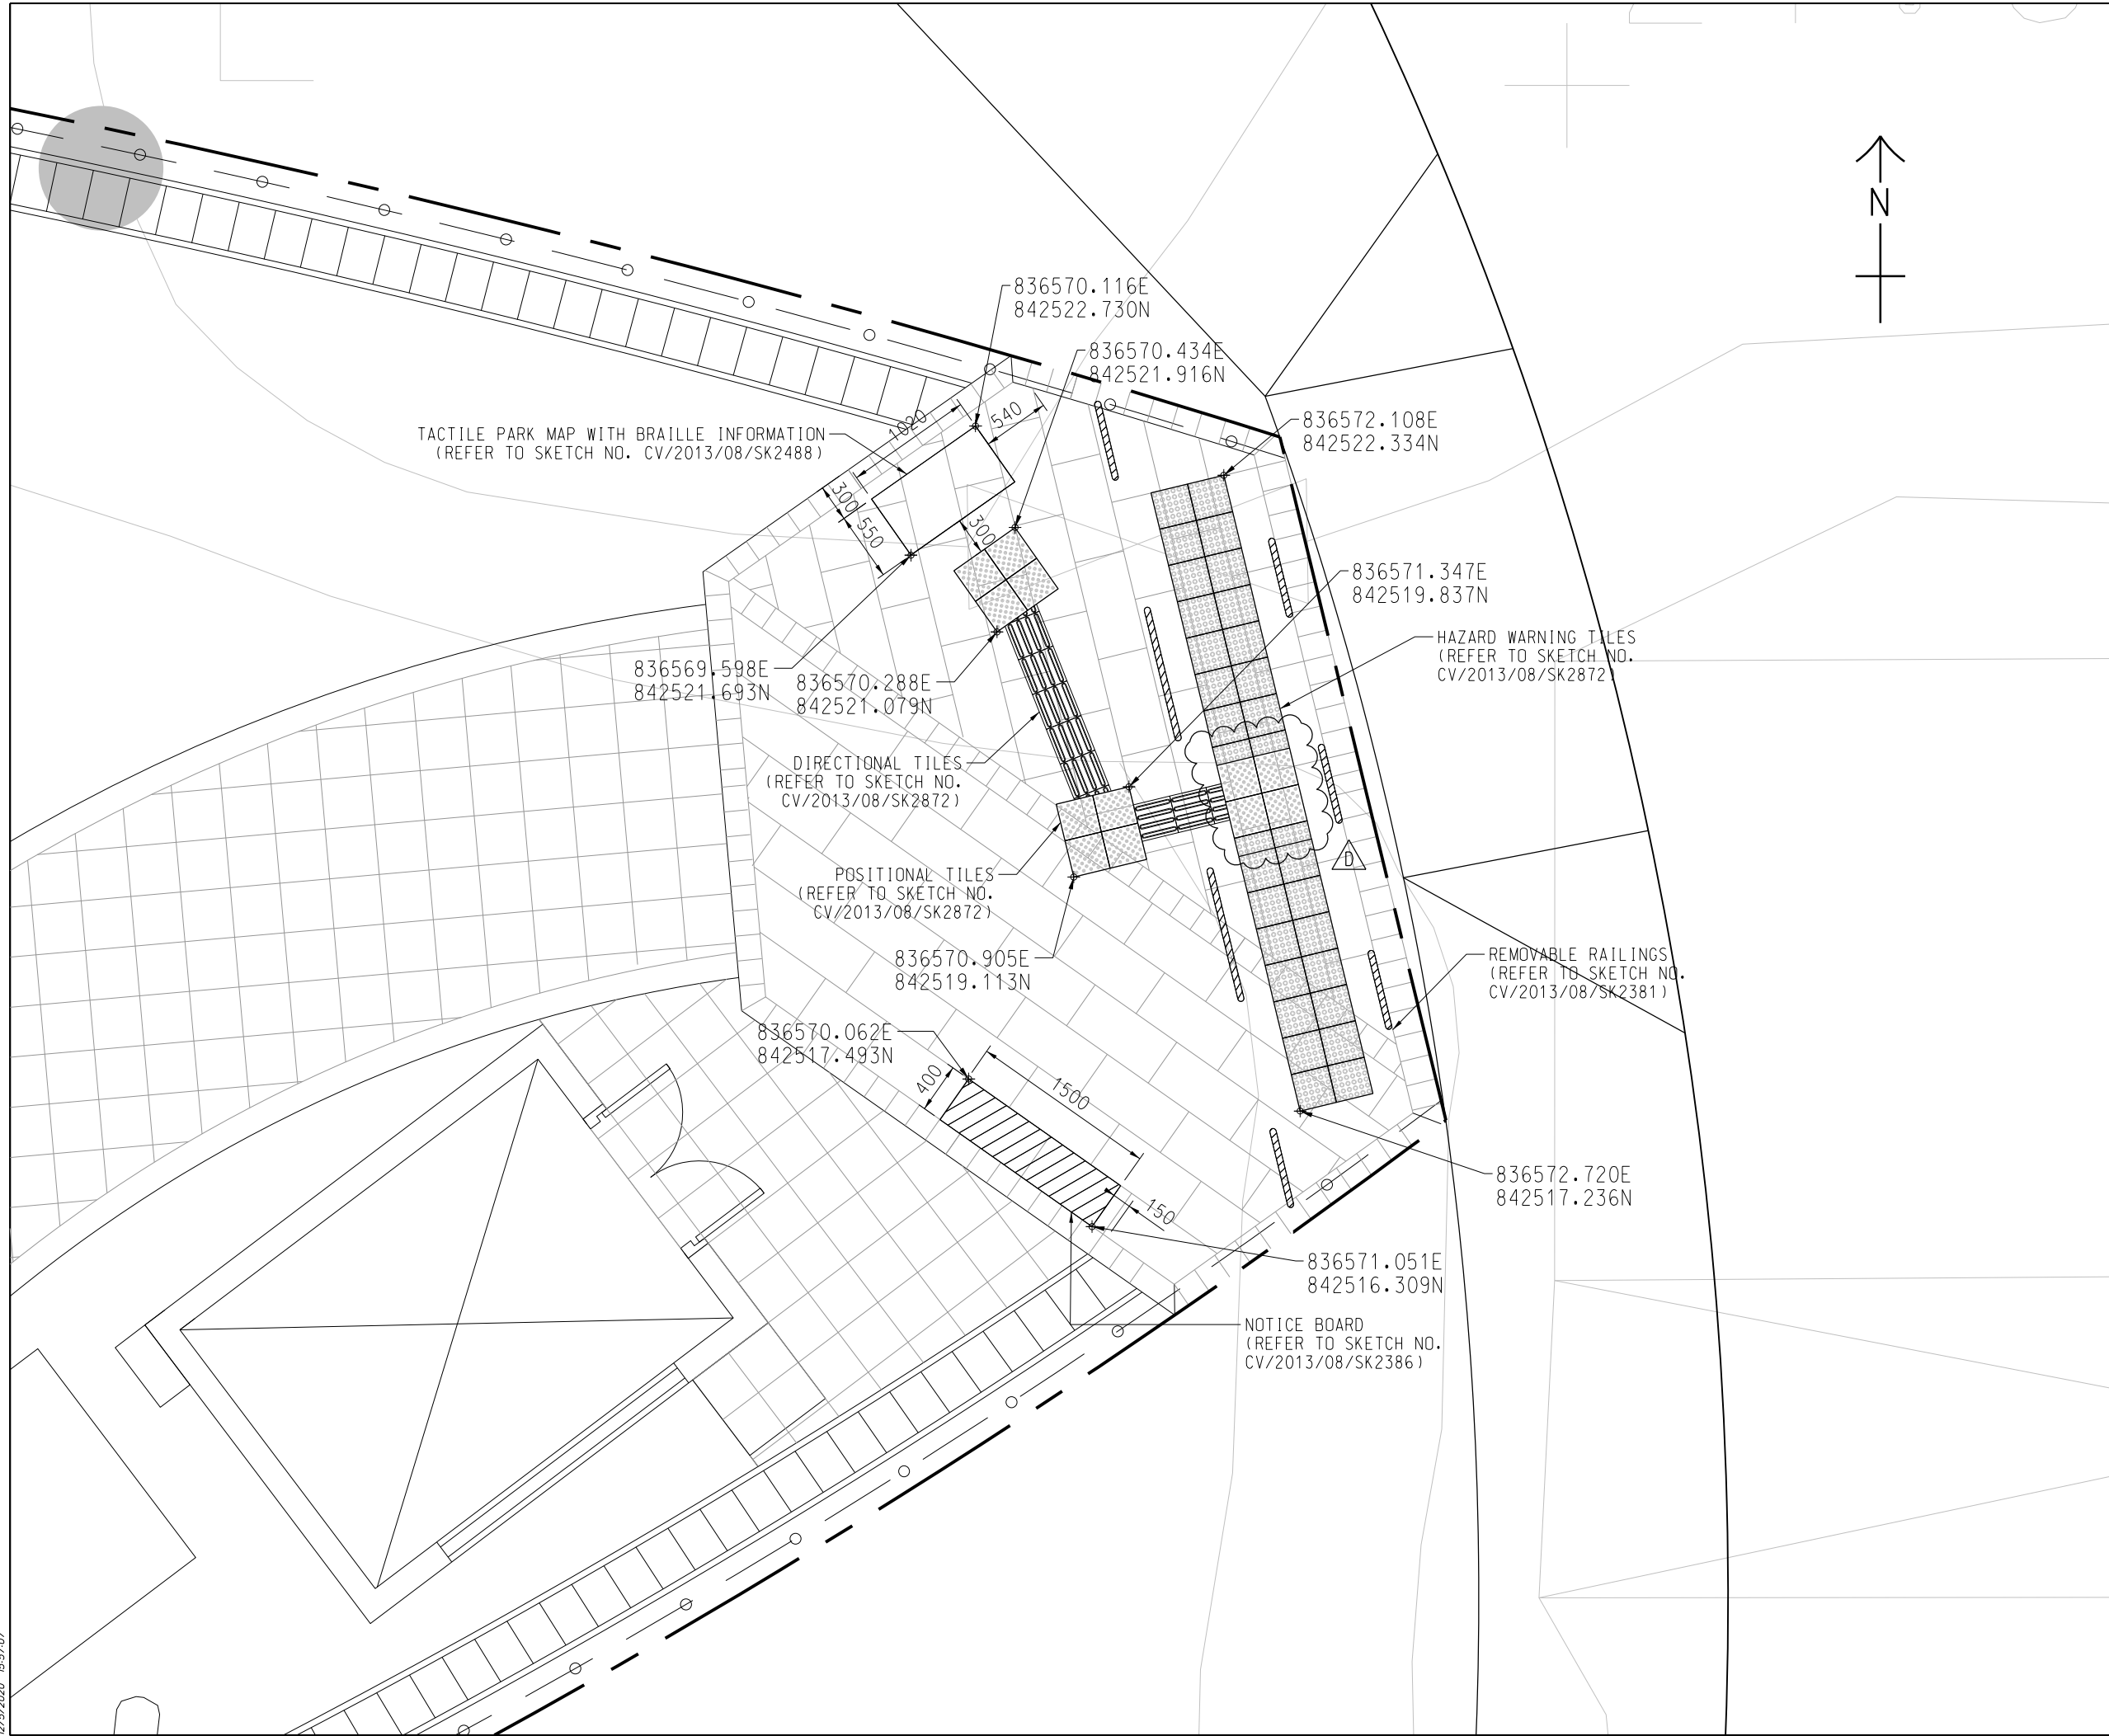 N
836570.116E
842522.730N
836570.434E
842521.916N
836572.108E
842522.334N
TACTILE PARK MAP WITH BRAILLE INFORMATION
(REFER TO SKETCH NO. CV/2013/08/SK2488)
1020
540
300
550
300
836571.347E
842519.837N
HAZARD WARNING TILES
(REFER TO SKETCH NO.
CV/2013/08/SK2872)
836569.598E
842521.693N
836570.288E
842521.079N
DIRECTIONAL TILES
(REFER TO SKETCH NO.
CV/2013/08/SK2872)
D
POSITIONAL TILES
(REFER TO SKETCH NO.
CV/2013/08/SK2872)
836570.905E
842519.113N
REMOVABLE RAILINGS
(REFER TO SKETCH NO.
CV/2013/08/SK2381)
836570.062E
842517.493N
400
1500
150
836572.720E
842517.236N
836571.051E
842516.309N
NOTICE BOARD
(REFER TO SKETCH NO.
CV/2013/08/SK2386)